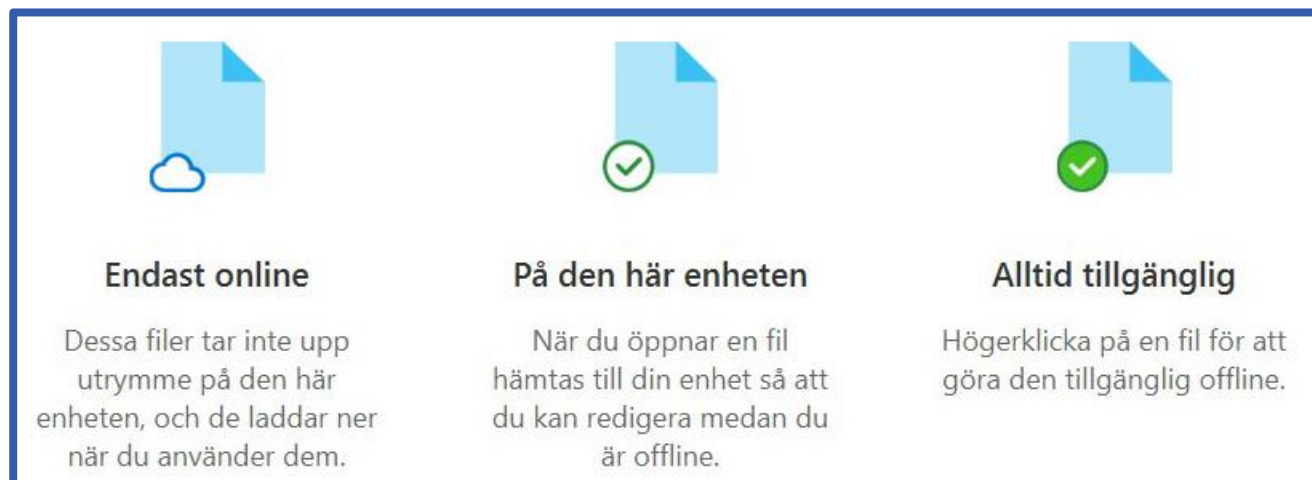 Endast online
Dessa filer tar inte upp
utrymme på den här
enheten, och de laddar ner
när du använder dem.
På den här enheten
När du öppnar en fil
hämtas till din enhet så att
du kan redigera medan du
är offline.
Alltid tillgänglig
Högerklicka på en fil för att
göra den tillgänglig offline.